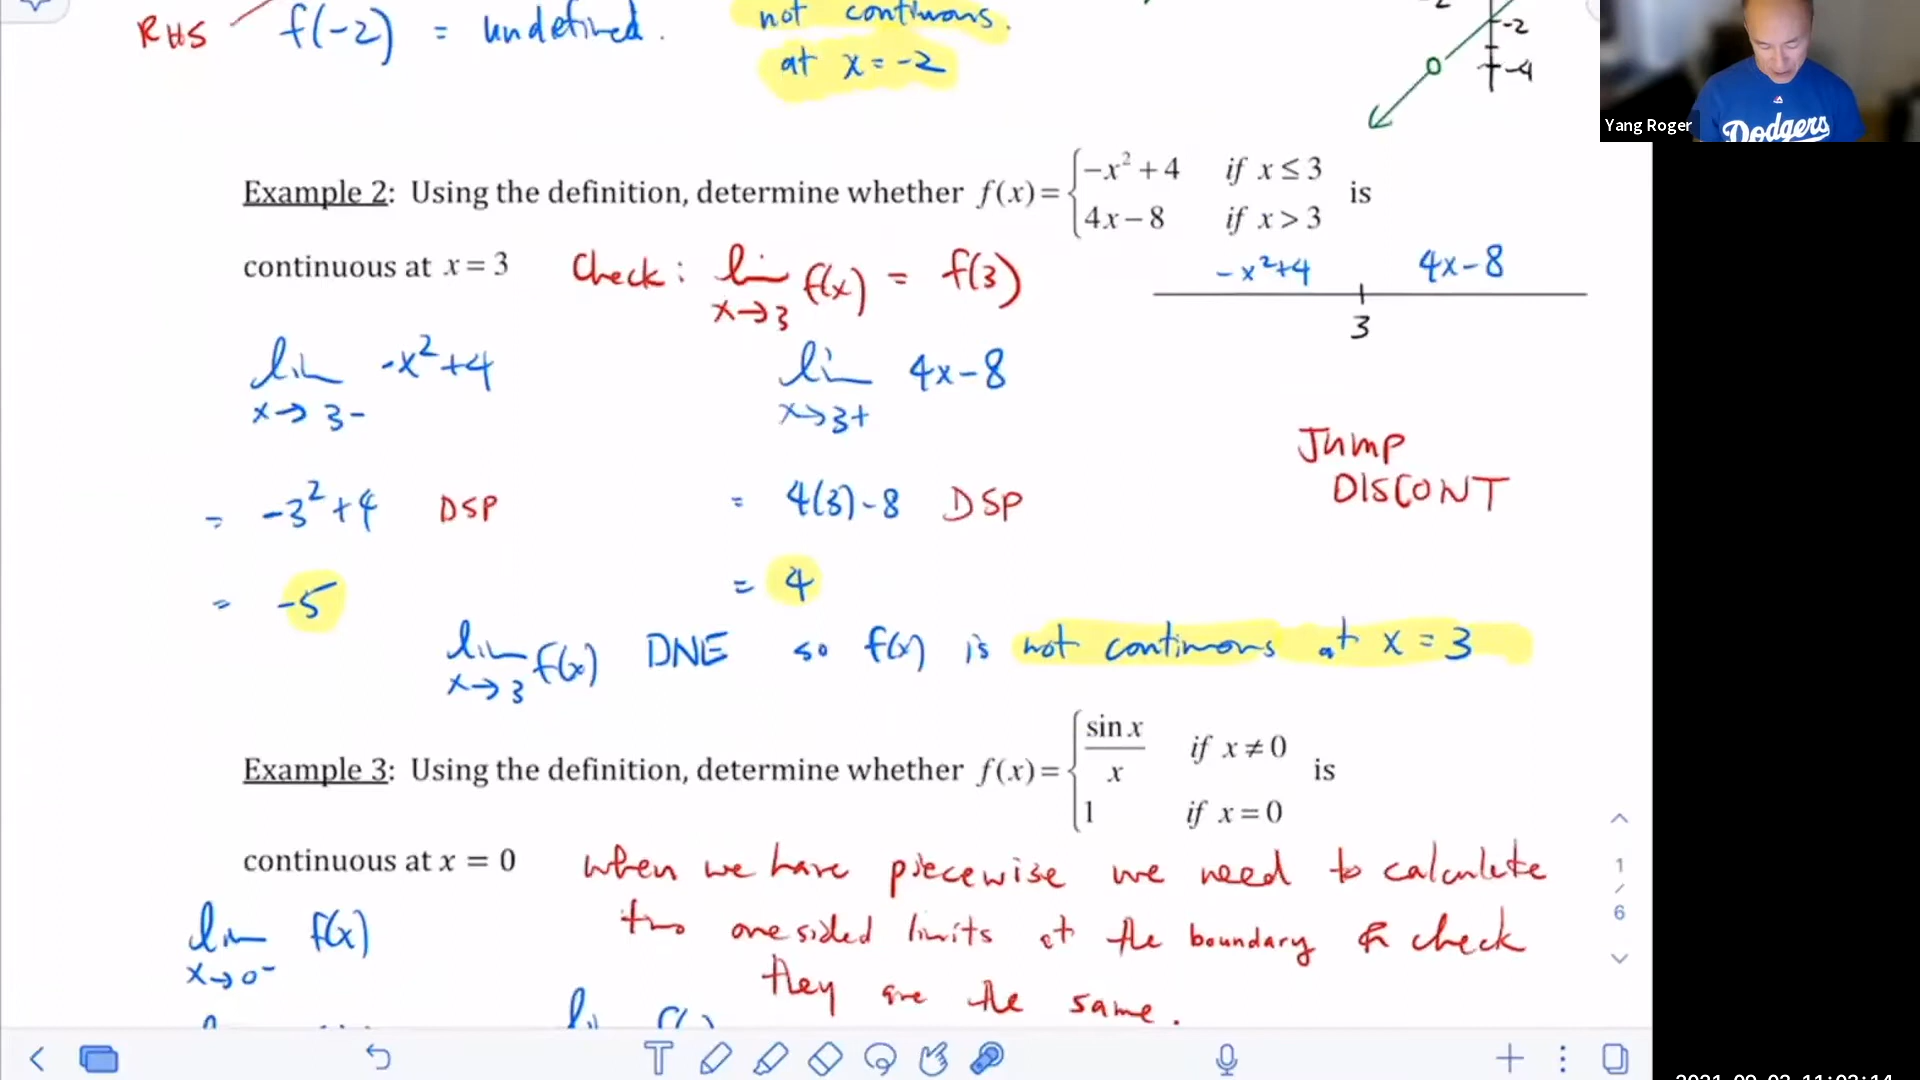 RHS f(-2) = undefined. not continuous.
at x = -2
-2
-4
Yang Roger
Dodgers
Example 2: Using the definition, determine whether f(x) = { -x² + 4 if x ≤ 3
4x - 8 if x > 3 is
continuous at x = 3 Check: lim x→3 f(x) = f(3)
-x²+4 4x-8
3
lim x→3- -x²+4 lim x→3+ 4x-8
Jump
DISCONT
= -3²+4 DSP = 4(3)-8 DSP
= -5 = 4
lim x→3 f(x) DNE so f(x) is not continuous at x = 3
Example 3: Using the definition, determine whether f(x) = { sin x / x if x ≠ 0
1 if x = 0 is
continuous at x = 0 when we have piecewise we need to calculate
two one sided limits at the boundary & check
they are the same.
lim x→0- f(x)
1
/
6
T